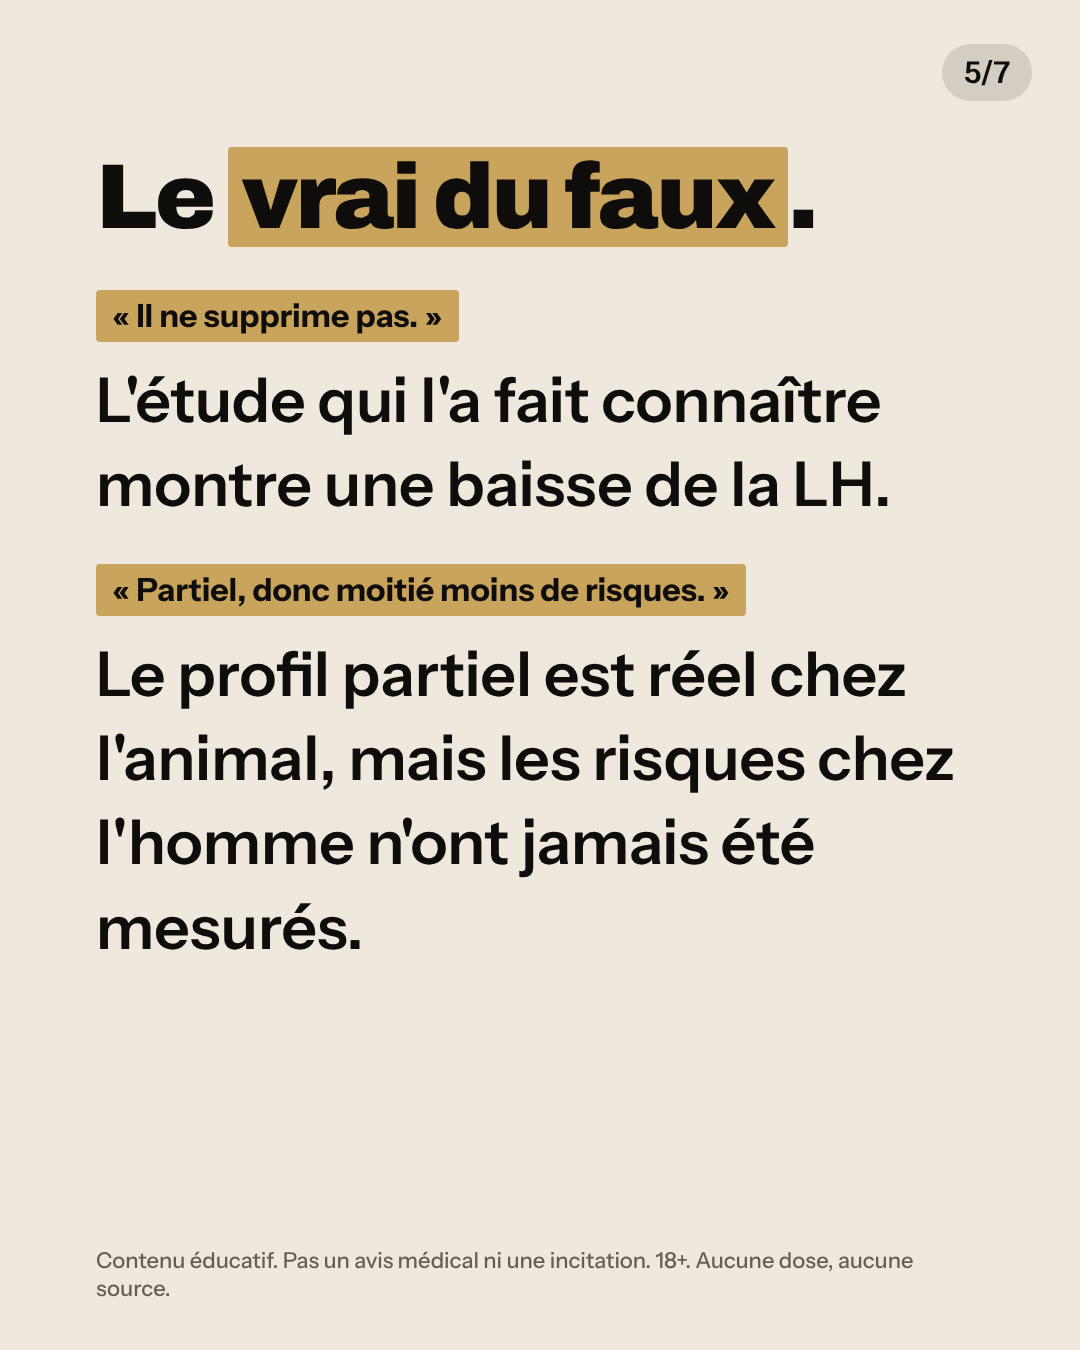 5/7
Le vrai du faux.
« Il ne supprime pas. »
L'étude qui l'a fait connaître
montre une baisse de la LH.
« Partiel, donc moitié moins de risques. »
Le profil partiel est réel chez
l'animal, mais les risques chez
l'homme n'ont jamais été
mesurés.
Contenu éducatif. Pas un avis médical ni une incitation. 18+. Aucune dose, aucune
source.